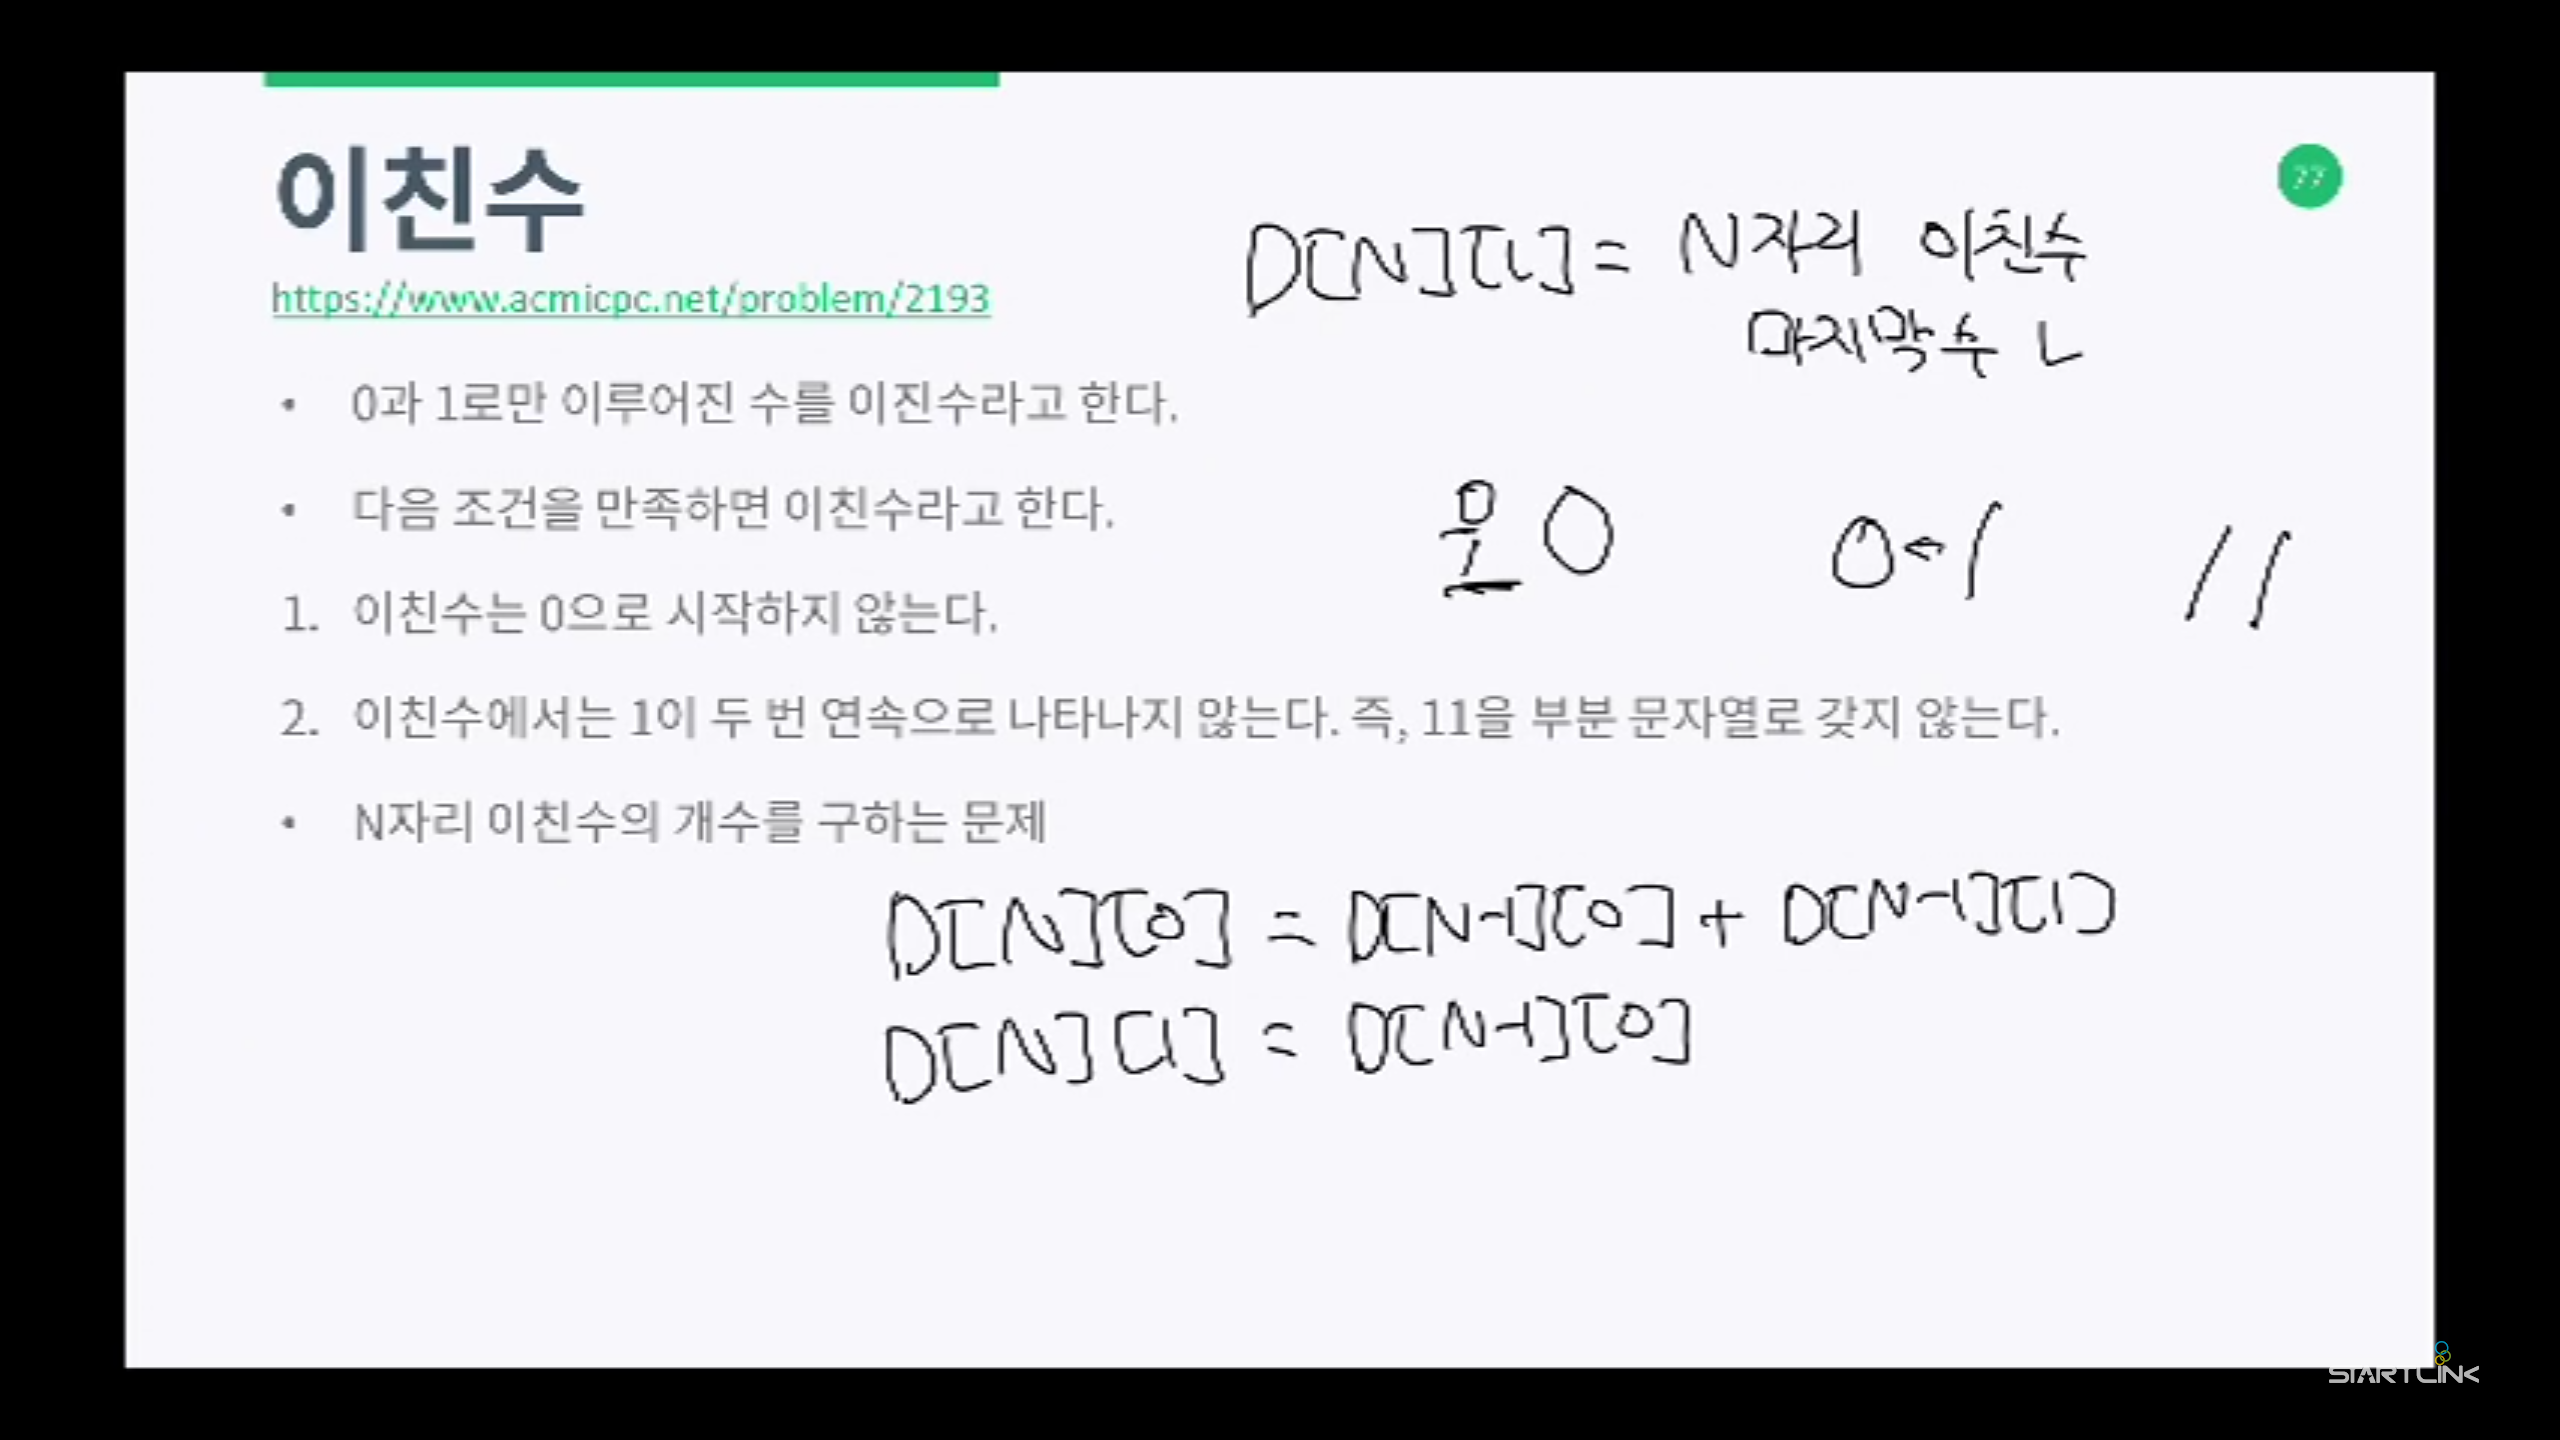 이친수
77
https://www.acmicpc.net/problem/2193
D[N][L] = N자리 이친수
마지막수 L
• 0과 1로만 이루어진 수를 이진수라고 한다.
• 다음 조건을 만족하면 이친수라고 한다.
0
1 0
0←1
11
1. 이친수는 0으로 시작하지 않는다.
2. 이친수에서는 1이 두 번 연속으로 나타나지 않는다. 즉, 11을 부분 문자열로 갖지 않는다.
• N자리 이친수의 개수를 구하는 문제
D[N][0] = D[N-1][0] + D[N-1][1]
D[N][1] = D[N-1][0]
STARTLINK